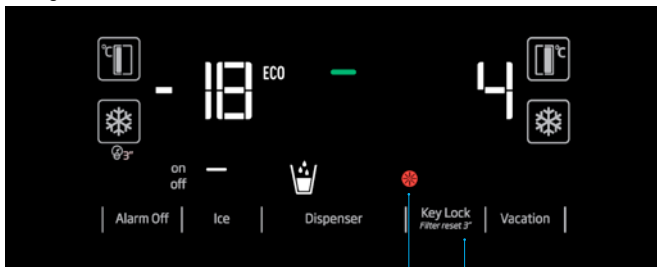 °C
°C
-18
ECO
4
3"
on
off
Alarm Off
Ice
Dispenser
Key Lock
Filter reset 3"
Vacation